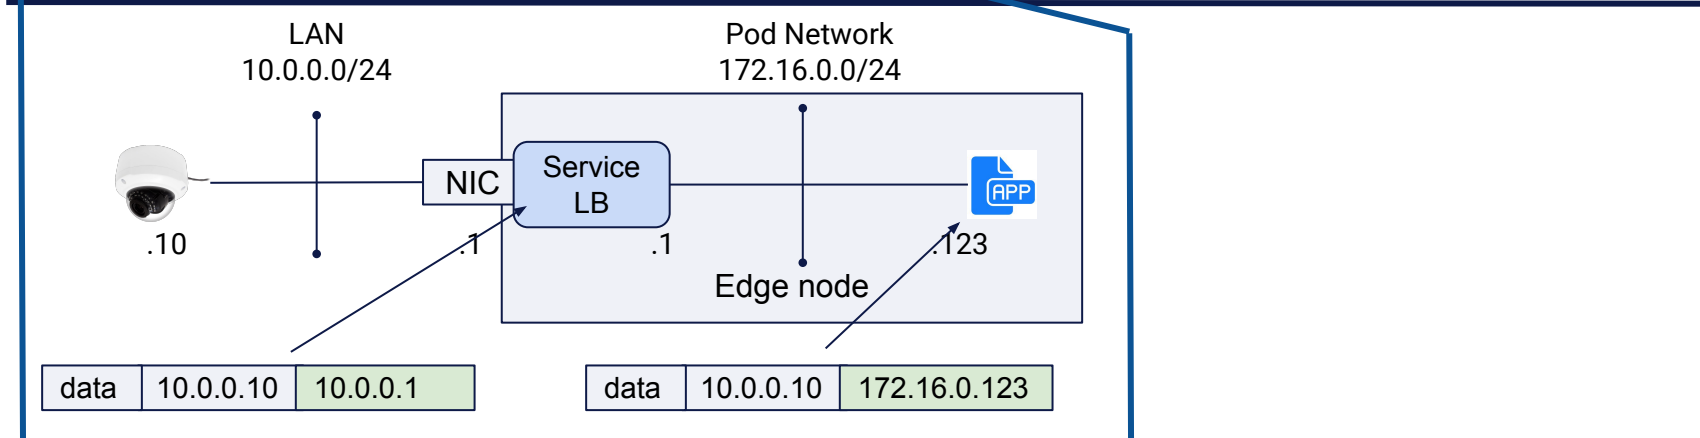 LAN
10.0.0.0/24
Pod Network
172.16.0.0/24
NIC
Service
LB
APP
.10
.1
.1
.123
Edge node
data 10.0.0.10 10.0.0.1
data 10.0.0.10 172.16.0.123